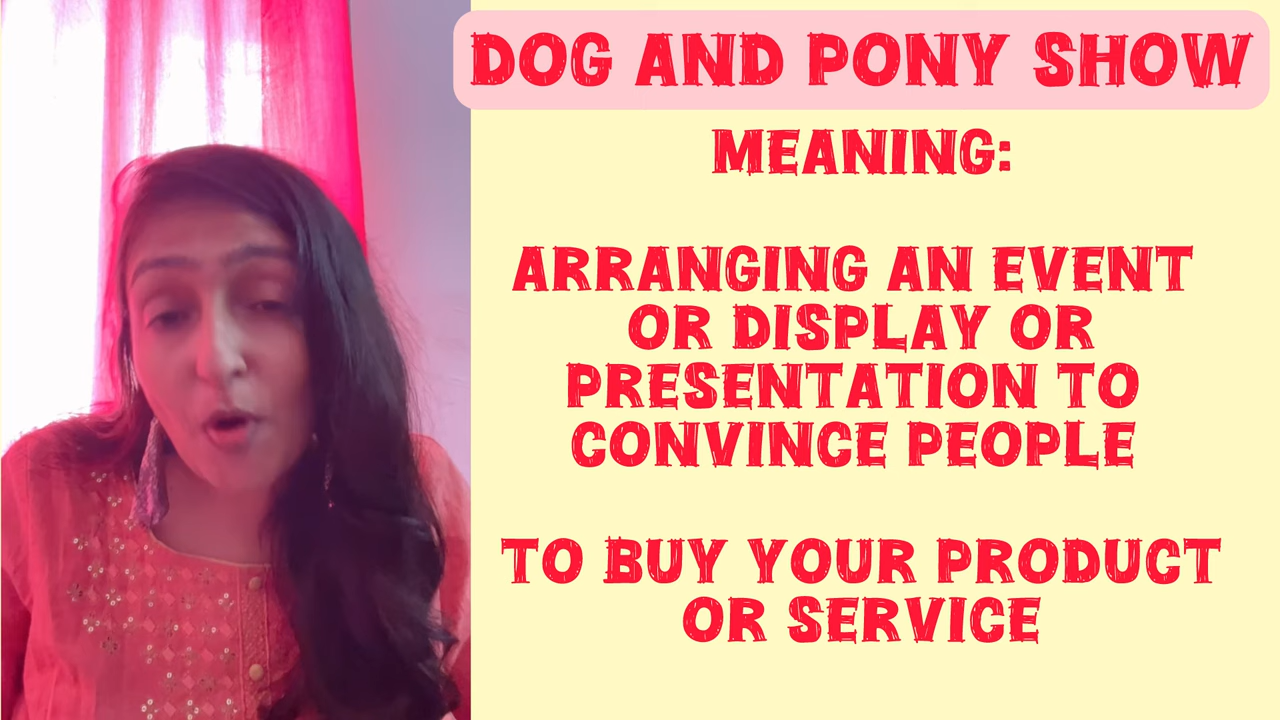 DOG AND PONY SHOW
MEANING:
ARRANGING AN EVENT
OR DISPLAY OR
PRESENTATION TO
CONVINCE PEOPLE
TO BUY YOUR PRODUCT
OR SERVICE